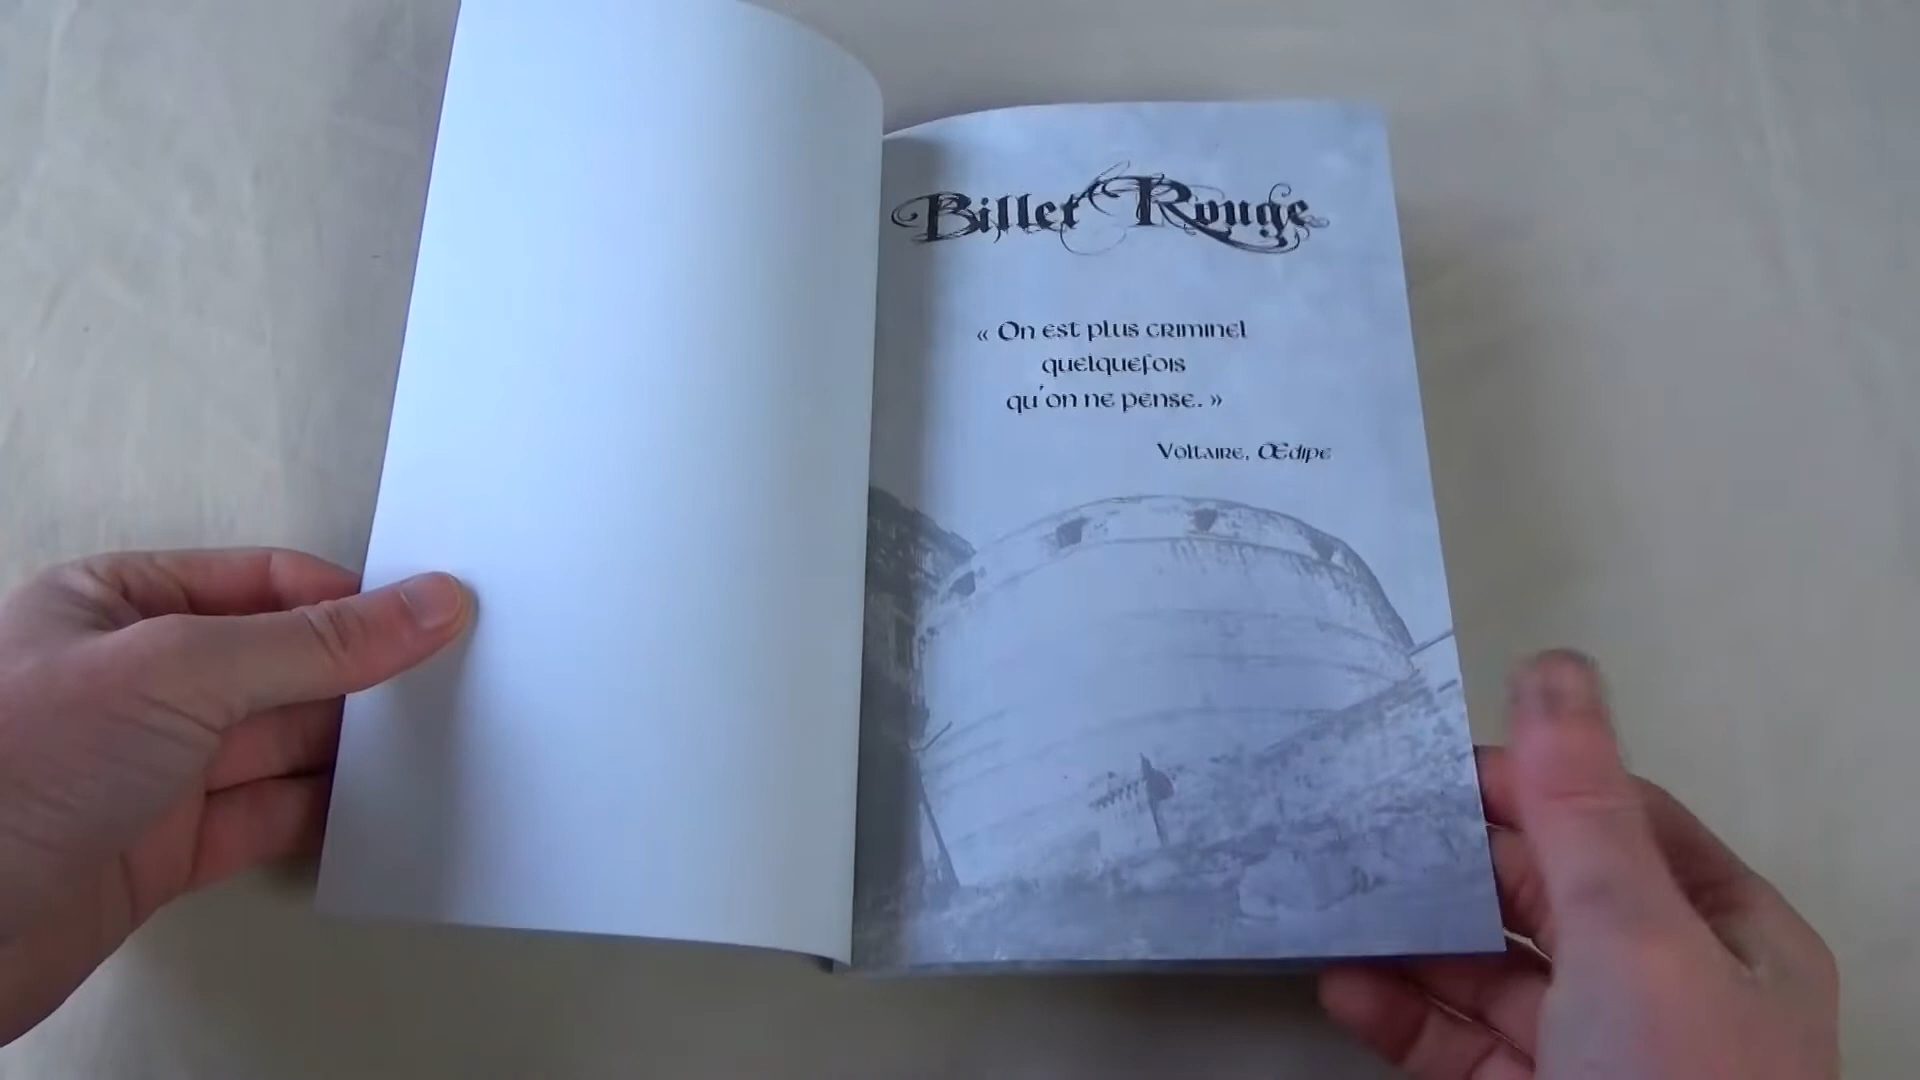 Billet Rouge
« On est plus criminel
quelquefois
qu'on ne pense. »
Voltaire, Œdipe